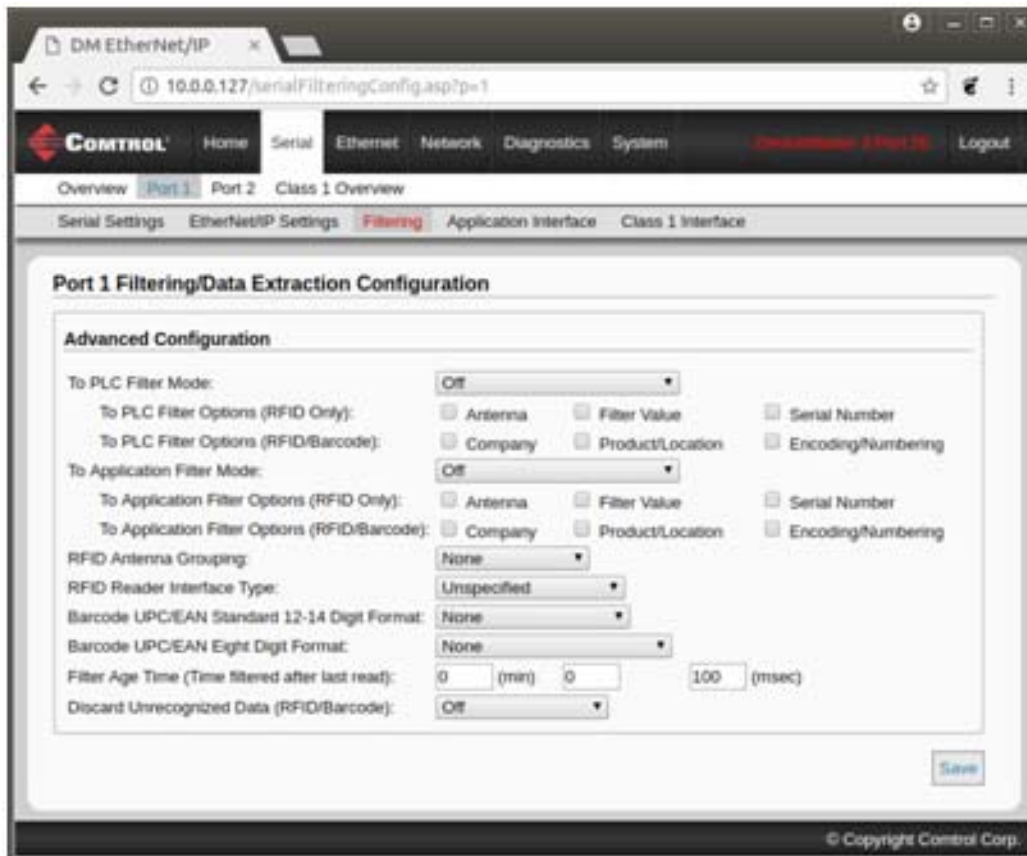 DM EtherNet/IP
10.0.0.127/serialFilteringConfig.asp?p=1
COMTROL Home Serial Ethernet Network Diagnostics System Logout
Overview Port 1 Port 2 Class 1 Overview
Serial Settings EtherNet/IP Settings Filtering Application Interface Class 1 Interface
Port 1 Filtering/Data Extraction Configuration
Advanced Configuration
To PLC Filter Mode: Off
To PLC Filter Options (RFID Only): Antenna Filter Value Serial Number
To PLC Filter Options (RFID/Barcode): Company Product/Location Encoding/Numbering
To Application Filter Mode: Off
To Application Filter Options (RFID Only): Antenna Filter Value Serial Number
To Application Filter Options (RFID/Barcode): Company Product/Location Encoding/Numbering
RFID Antenna Grouping: None
RFID Reader Interface Type: Unspecified
Barcode UPC/EAN Standard 12-14 Digit Format: None
Barcode UPC/EAN Eight Digit Format: None
Filter Age Time (Time filtered after last read): 0 (min) 0 100 (msec)
Discard Unrecognized Data (RFID/Barcode): Off
Save
© Copyright Comtrol Corp.